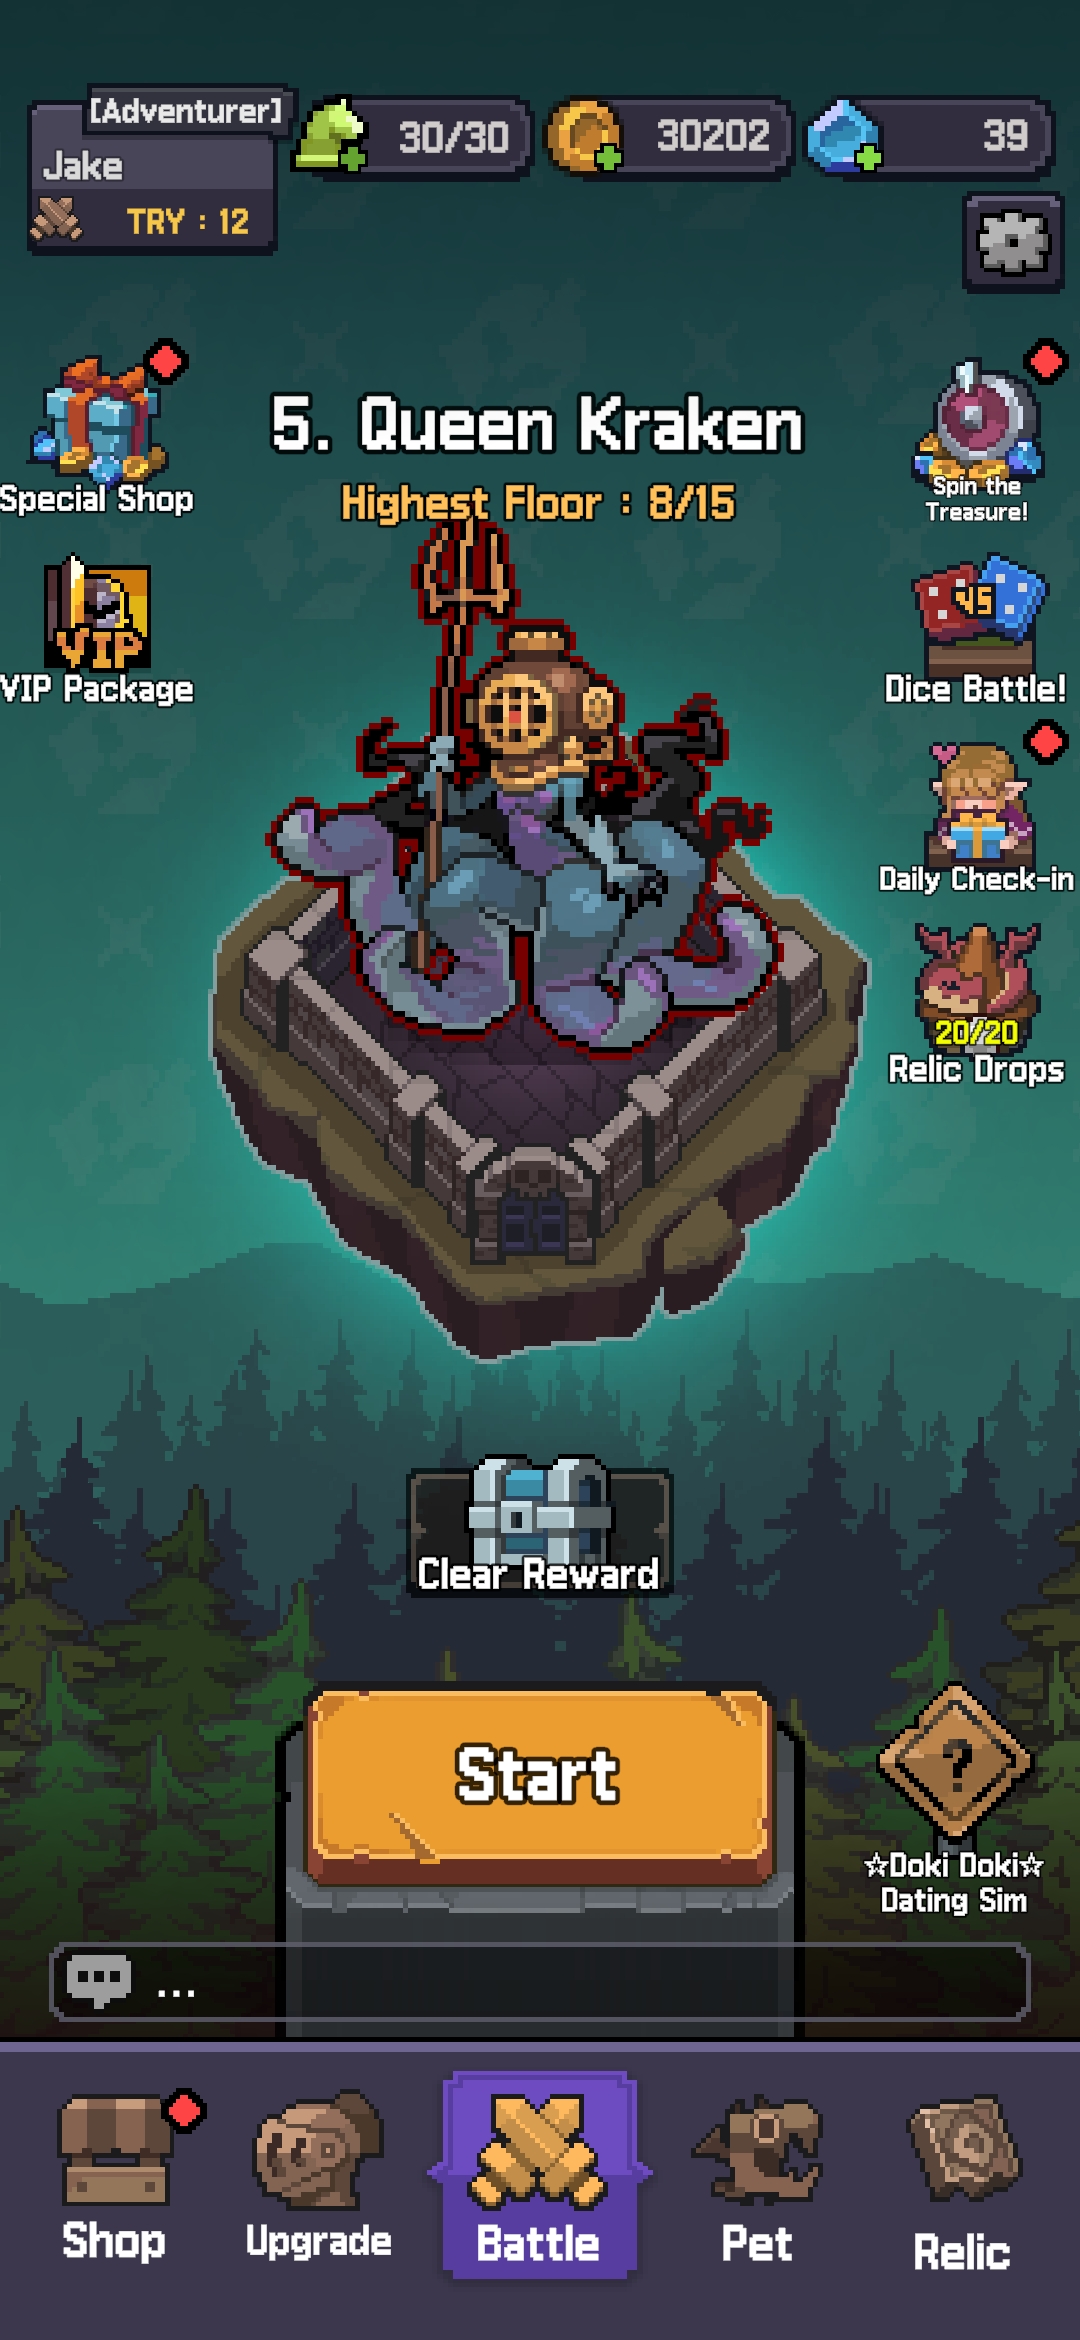 [Adventurer]
Jake
TRY : 12
30/30
30202
39
5. Queen Kraken
Highest Floor : 8/15
Special Shop
VIP
VIP Package
Spin the
Treasure!
VS
Dice Battle!
Daily Check-in
20/20
Relic Drops
Clear Reward
Start
?
☆Doki Doki☆
Dating Sim
...
Shop
Upgrade
Battle
Pet
Relic